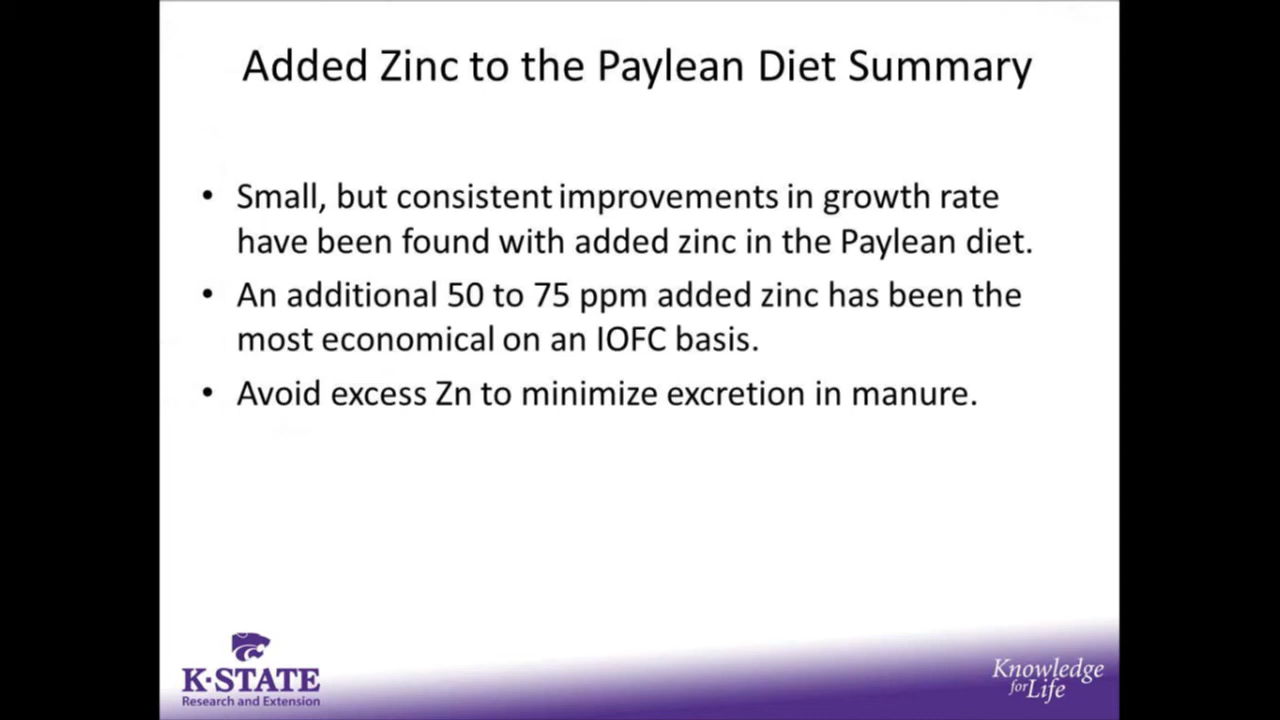 Added Zinc to the Paylean Diet Summary
• Small, but consistent improvements in growth rate
have been found with added zinc in the Paylean diet.
• An additional 50 to 75 ppm added zinc has been the
most economical on an IOFC basis.
• Avoid excess Zn to minimize excretion in manure.
K•STATE
Research and Extension
Knowledge
for Life